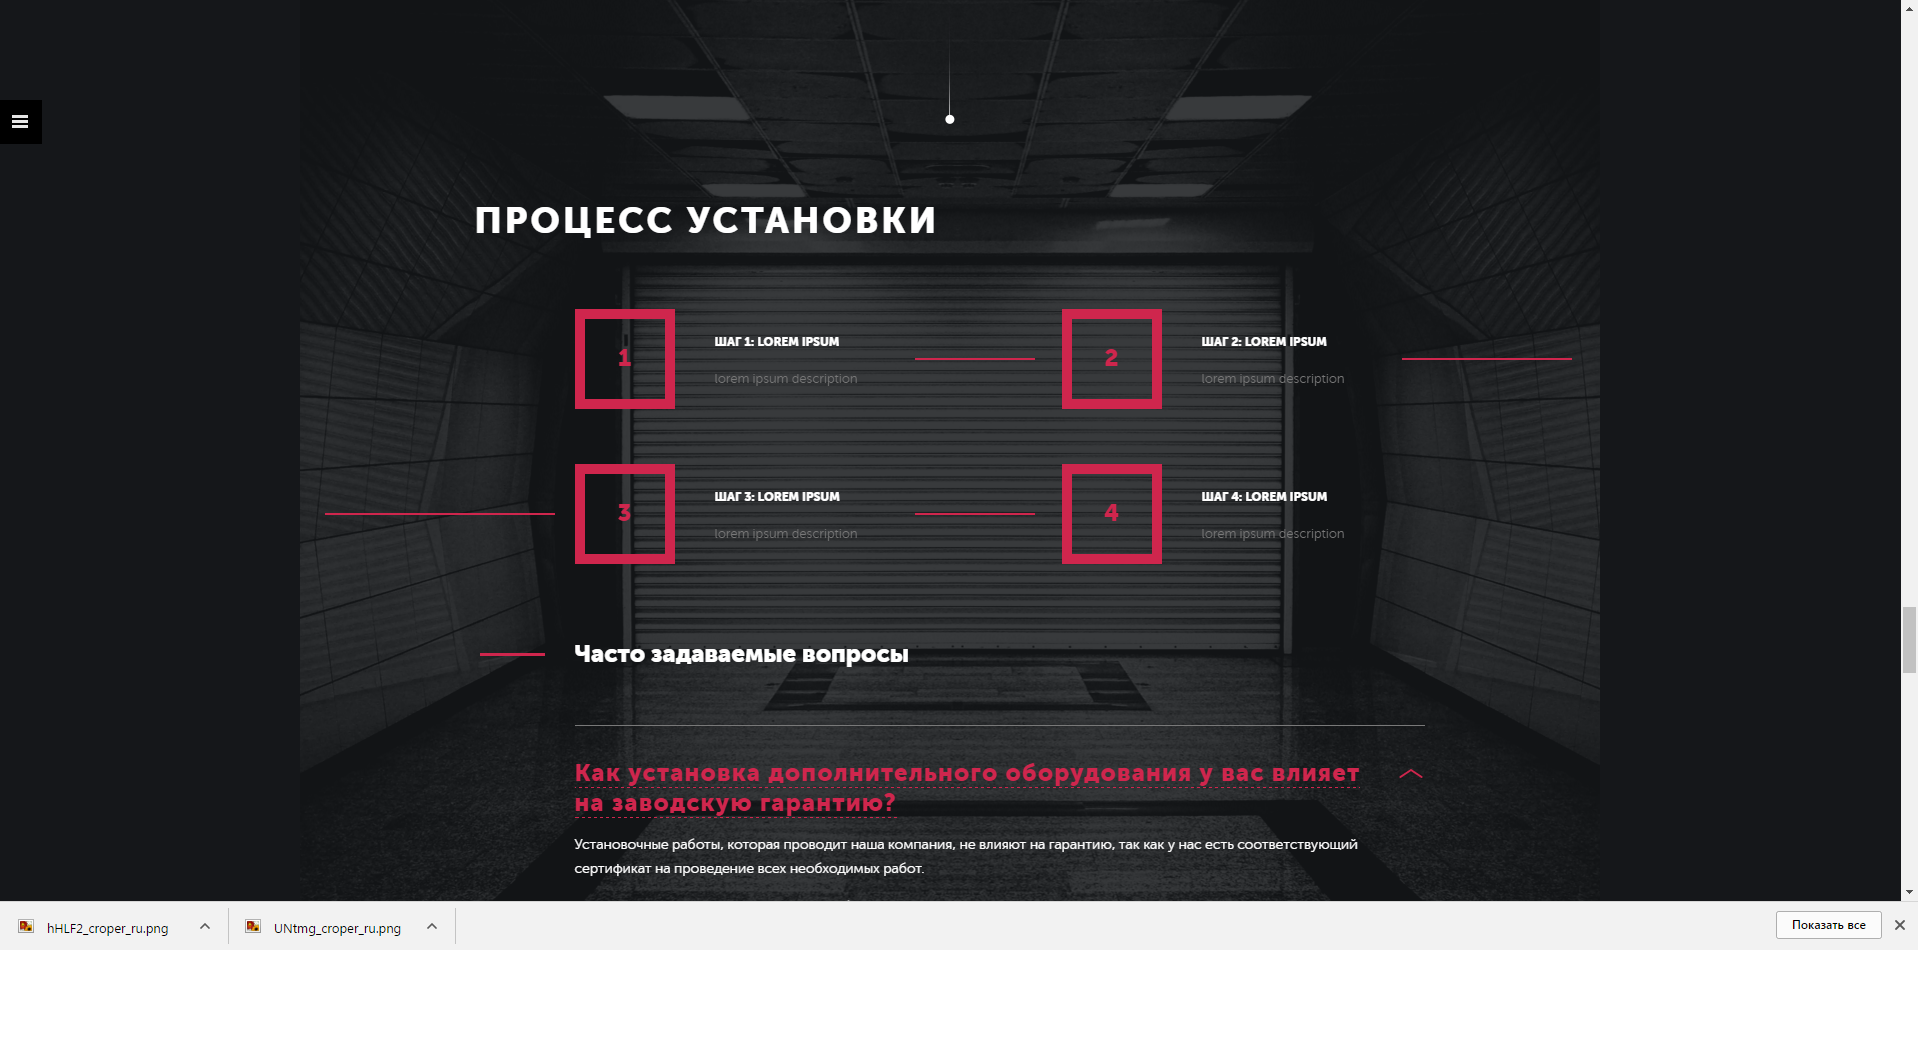 ПРОЦЕСС УСТАНОВКИ
1
ШАГ 1: LOREM IPSUM
lorem ipsum description
2
ШАГ 2: LOREM IPSUM
lorem ipsum description
3
ШАГ 3: LOREM IPSUM
lorem ipsum description
4
ШАГ 4: LOREM IPSUM
lorem ipsum description
Часто задаваемые вопросы
Как установка дополнительного оборудования у вас влияет
на заводскую гарантию?
Установочные работы, которая проводит наша компания, не влияют на гарантию, так как у нас есть соответствующий
сертификат на проведение всех необходимых работ.
hHLF2_croper_ru.png
UNtmg_croper_ru.png
Показать все